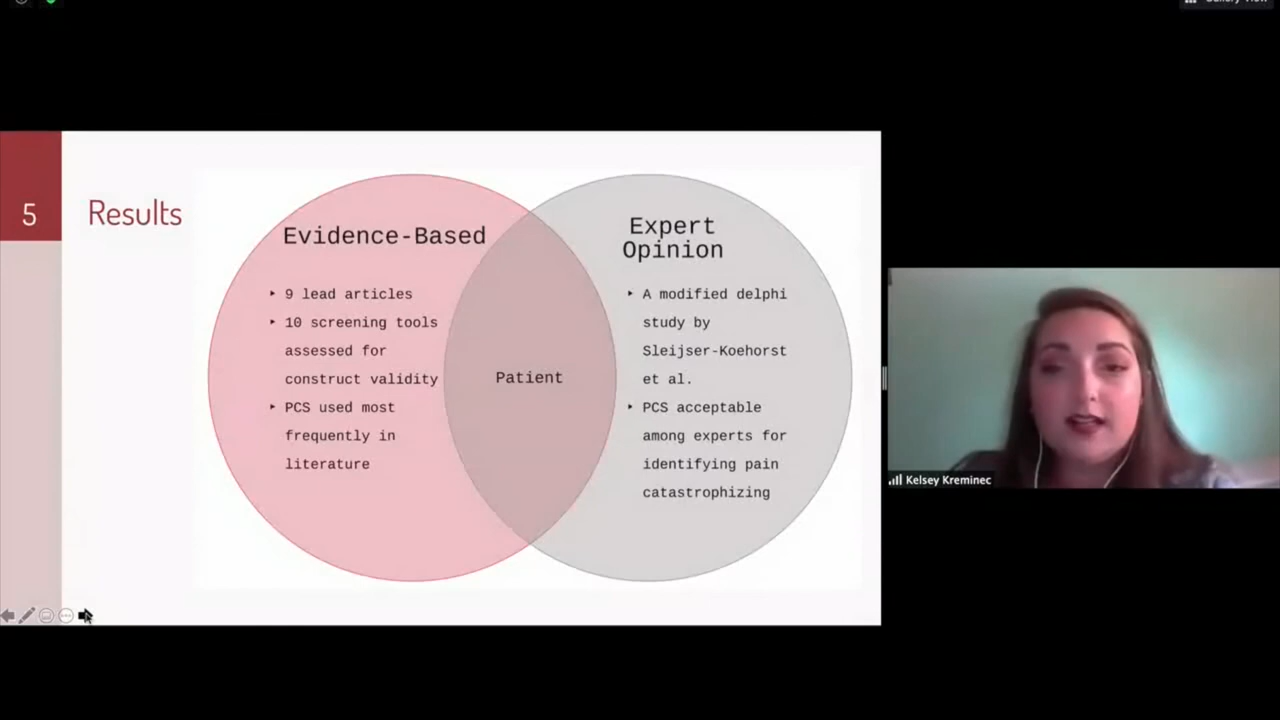 Gallery View
5
Results
Evidence-Based
▸ 9 lead articles
▸ 10 screening tools
assessed for
construct validity
▸ PCS used most
frequently in
literature
Patient
Expert
Opinion
▸ A modified delphi
study by
Sleijser-Koehorst
et al.
▸ PCS acceptable
among experts for
identifying pain
catastrophizing
Kelsey Kreminec